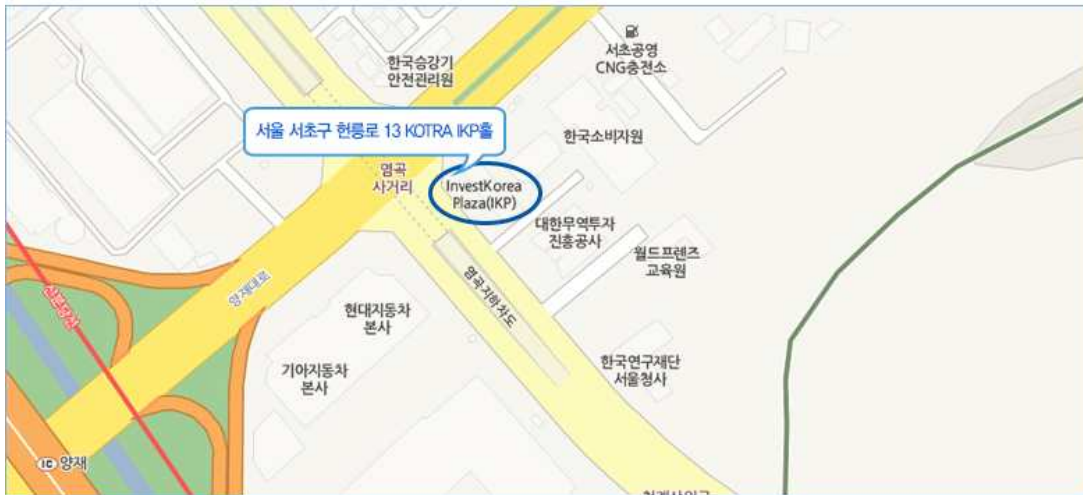 한국승강기
안전관리원
서초공영
CNG충전소
서울 서초구 헌릉로 13 KOTRA IKP홀
한국소비자원
염곡
사거리
InvestKorea
Plaza(IKP)
대한무역투자
진흥공사
월드프렌즈
교육원
염곡지하차도
양재대로
신분당선
현대자동차
본사
기아자동차
본사
한국연구재단
서울청사
IC 양재